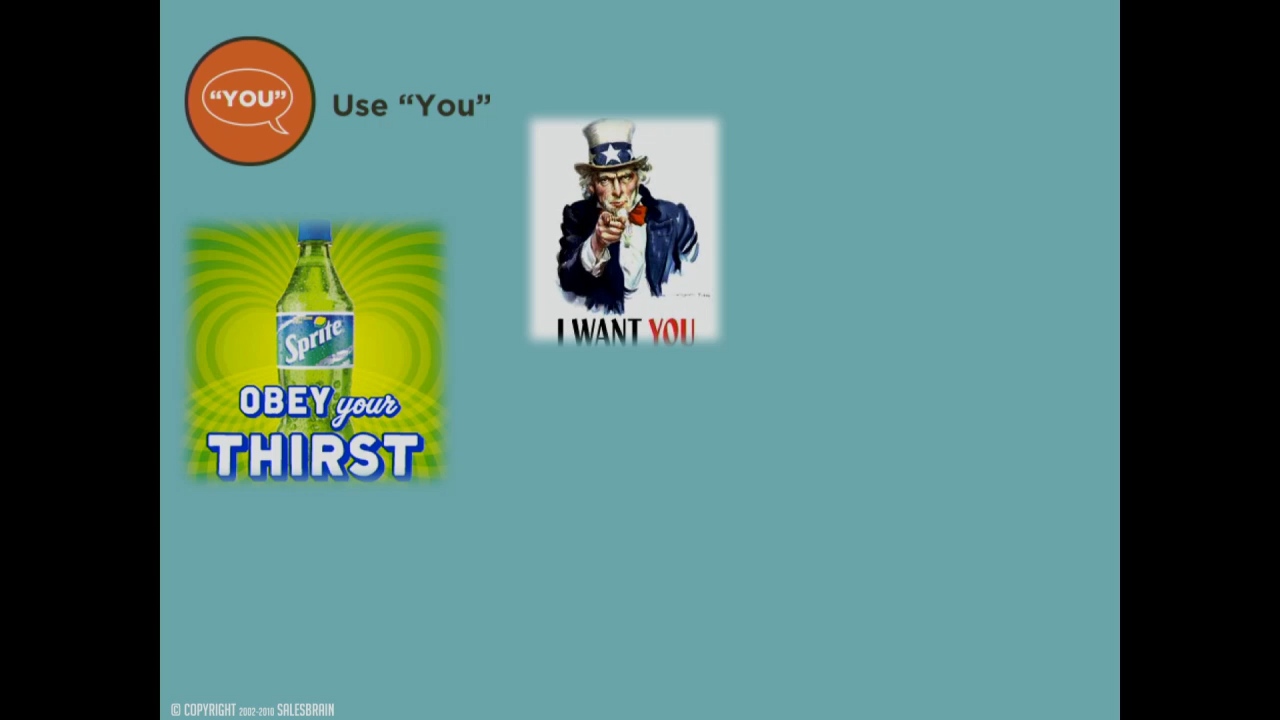 “YOU”
Use “You”
I WANT YOU
Sprite
OBEY your
THIRST
© COPYRIGHT 2002-2010 SALESBRAIN